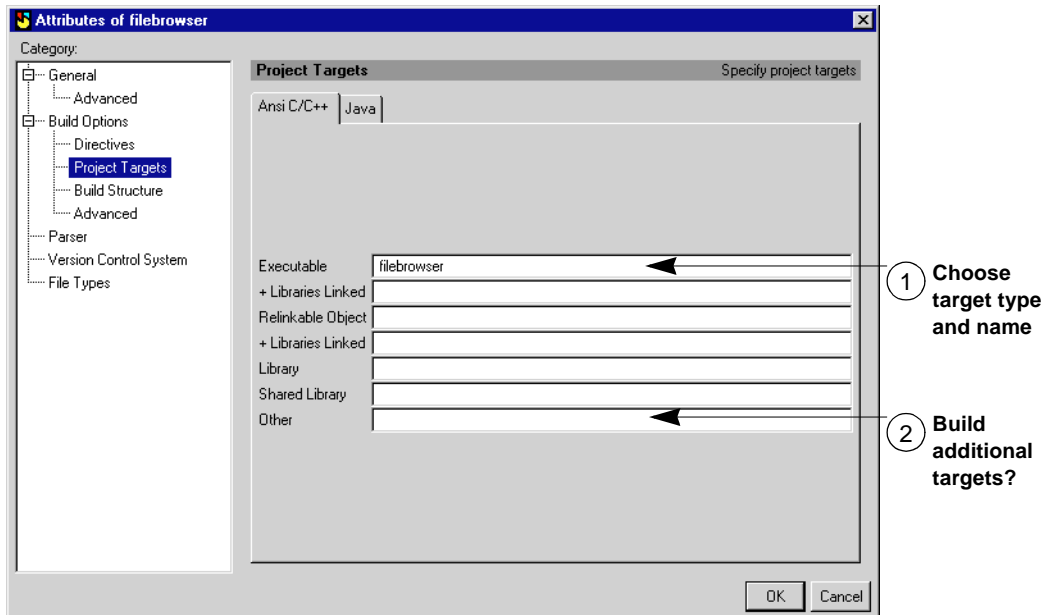 Attributes of filebrowser
Category:
General
Advanced
Build Options
Directives
Project Targets
Build Structure
Advanced
Parser
Version Control System
File Types
Project Targets Specify project targets
Ansi C/C++ Java
Executable filebrowser
+ Libraries Linked
Relinkable Object
+ Libraries Linked
Library
Shared Library
Other
OK Cancel
1 Choose
target type
and name
2 Build
additional
targets?